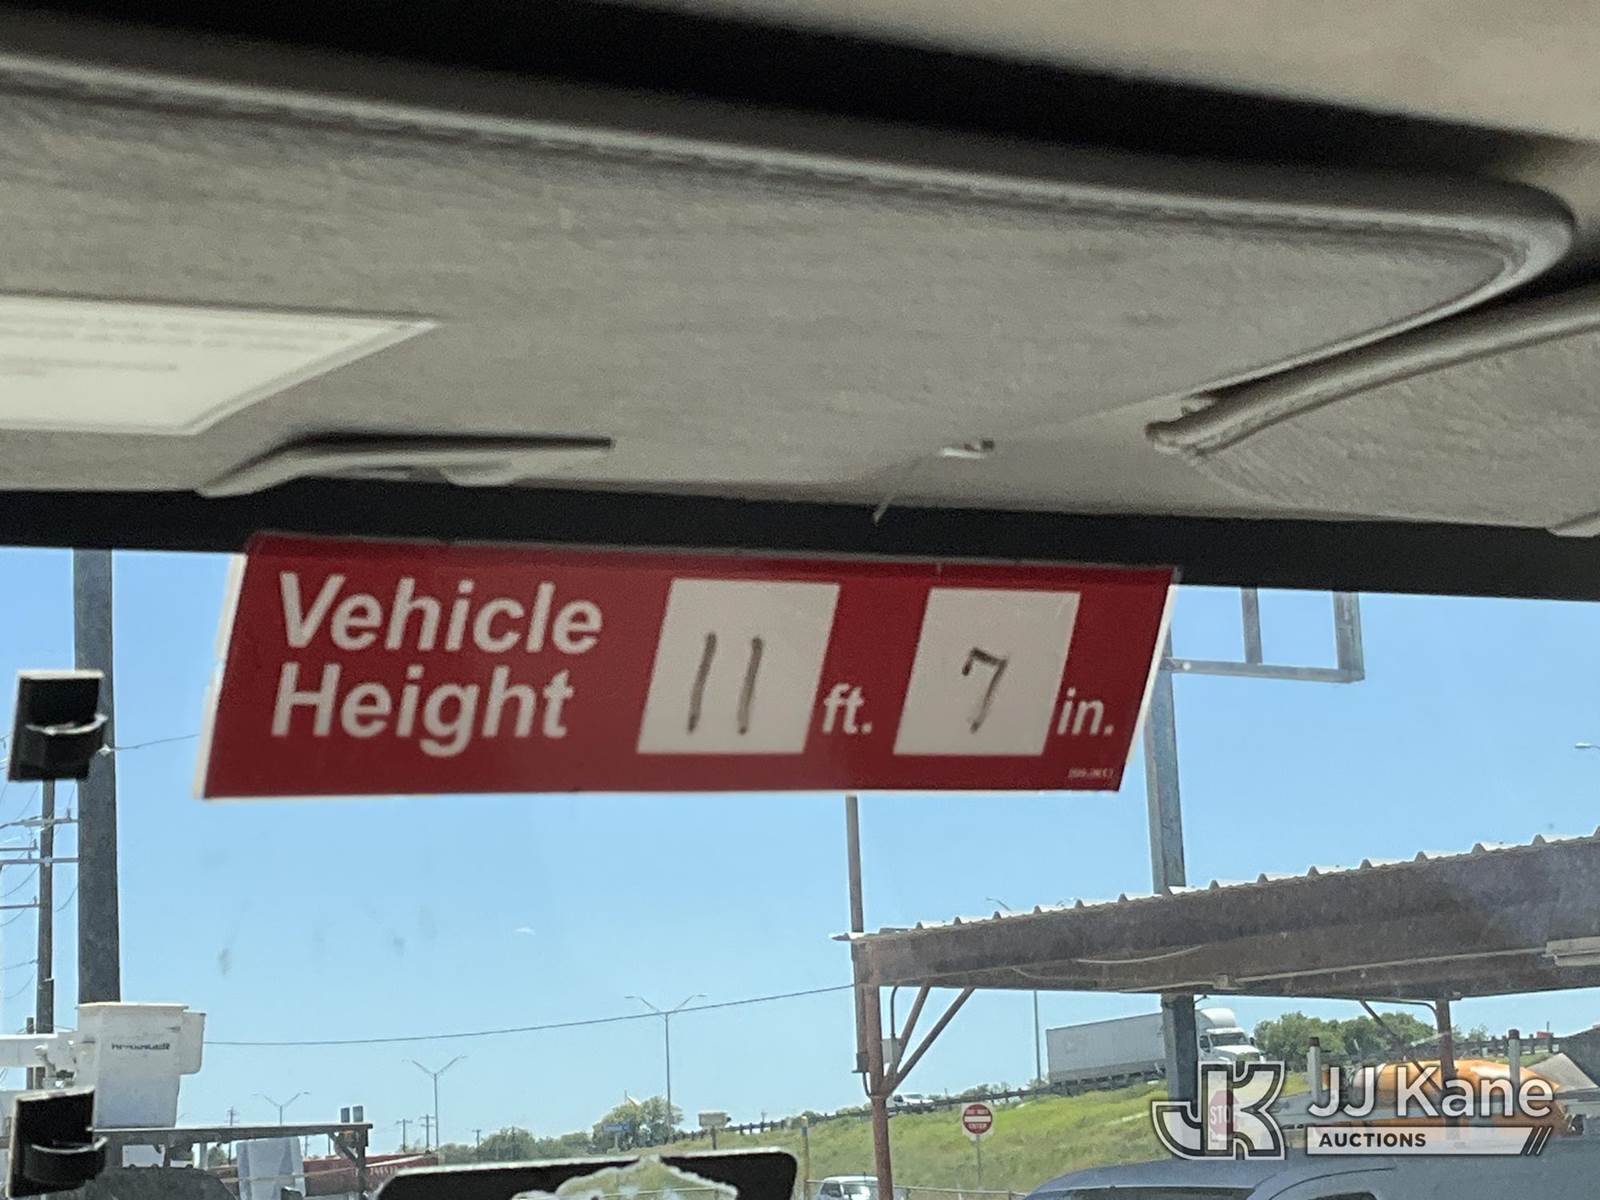 Vehicle
Height
11 ft. 7 in.
JJ Kane
AUCTIONS